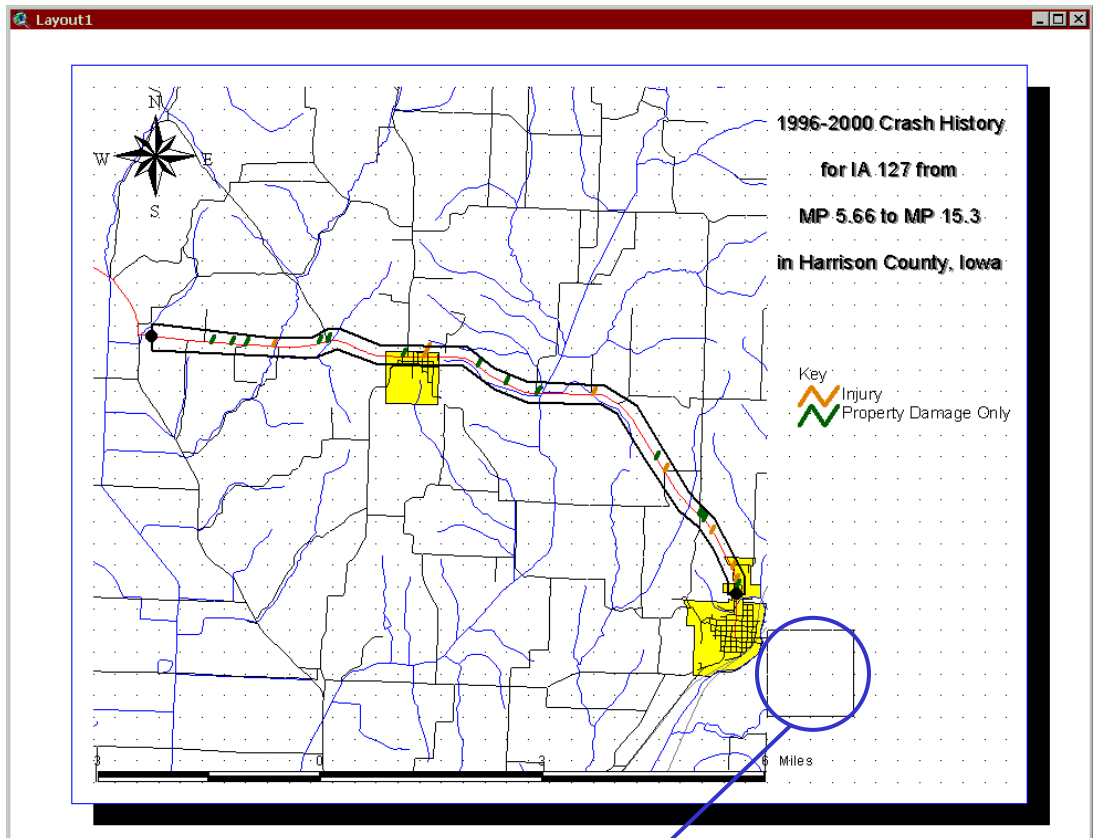 Layout1
N
W E
S
1996-2000 Crash History
for IA 127 from
MP 5.66 to MP 15.3
in Harrison County, Iowa
Key
Injury
Property Damage Only
3 0 3 6 Miles